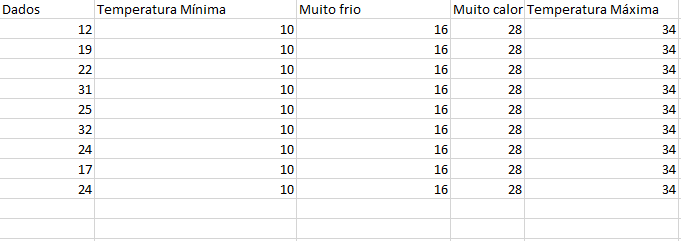 Dados Temperatura Mínima Muito frio Muito calor Temperatura Máxima
12 10 16 28 34
19 10 16 28 34
22 10 16 28 34
31 10 16 28 34
25 10 16 28 34
32 10 16 28 34
24 10 16 28 34
17 10 16 28 34
24 10 16 28 34